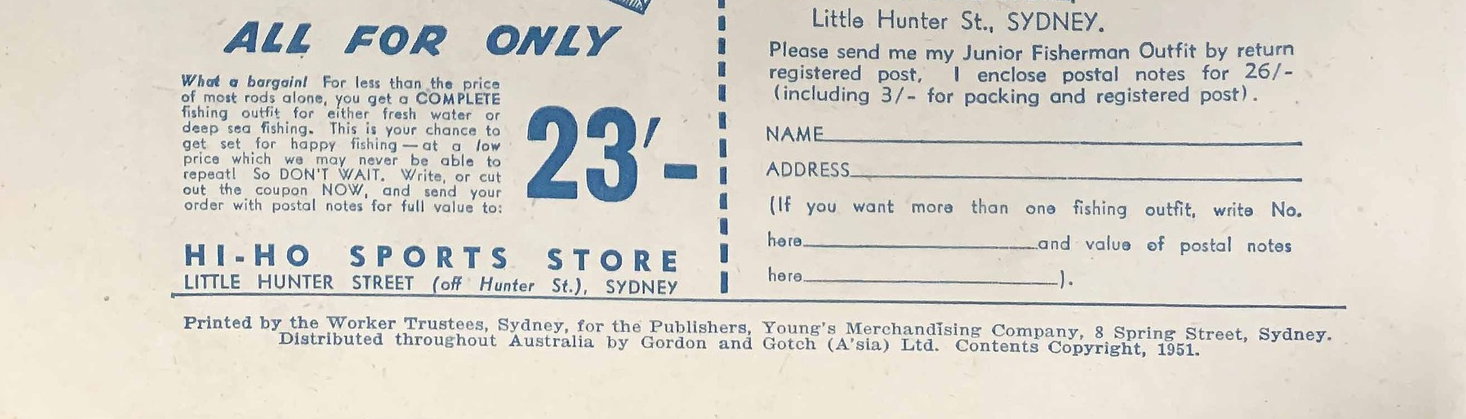 ALL FOR ONLY
What a bargain! For less than the price
of most rods alone, you get a COMPLETE
fishing outfit for either fresh water or
deep sea fishing. This is your chance to
get set for happy fishing — at a low
price which we may never be able to
repeat! So DON'T WAIT. Write, or cut
out the coupon NOW, and send your
order with postal notes for full value to:
23/-
HI-HO SPORTS STORE
LITTLE HUNTER STREET (off Hunter St.), SYDNEY
Little Hunter St., SYDNEY.
Please send me my Junior Fisherman Outfit by return
registered post, I enclose postal notes for 26/-
(including 3/- for packing and registered post).
NAME
ADDRESS
(If you want more than one fishing outfit, write No.
here and value of postal notes
here ).
Printed by the Worker Trustees, Sydney, for the Publishers, Young's Merchandising Company, 8 Spring Street, Sydney.
Distributed throughout Australia by Gordon and Gotch (A'sia) Ltd. Contents Copyright, 1951.